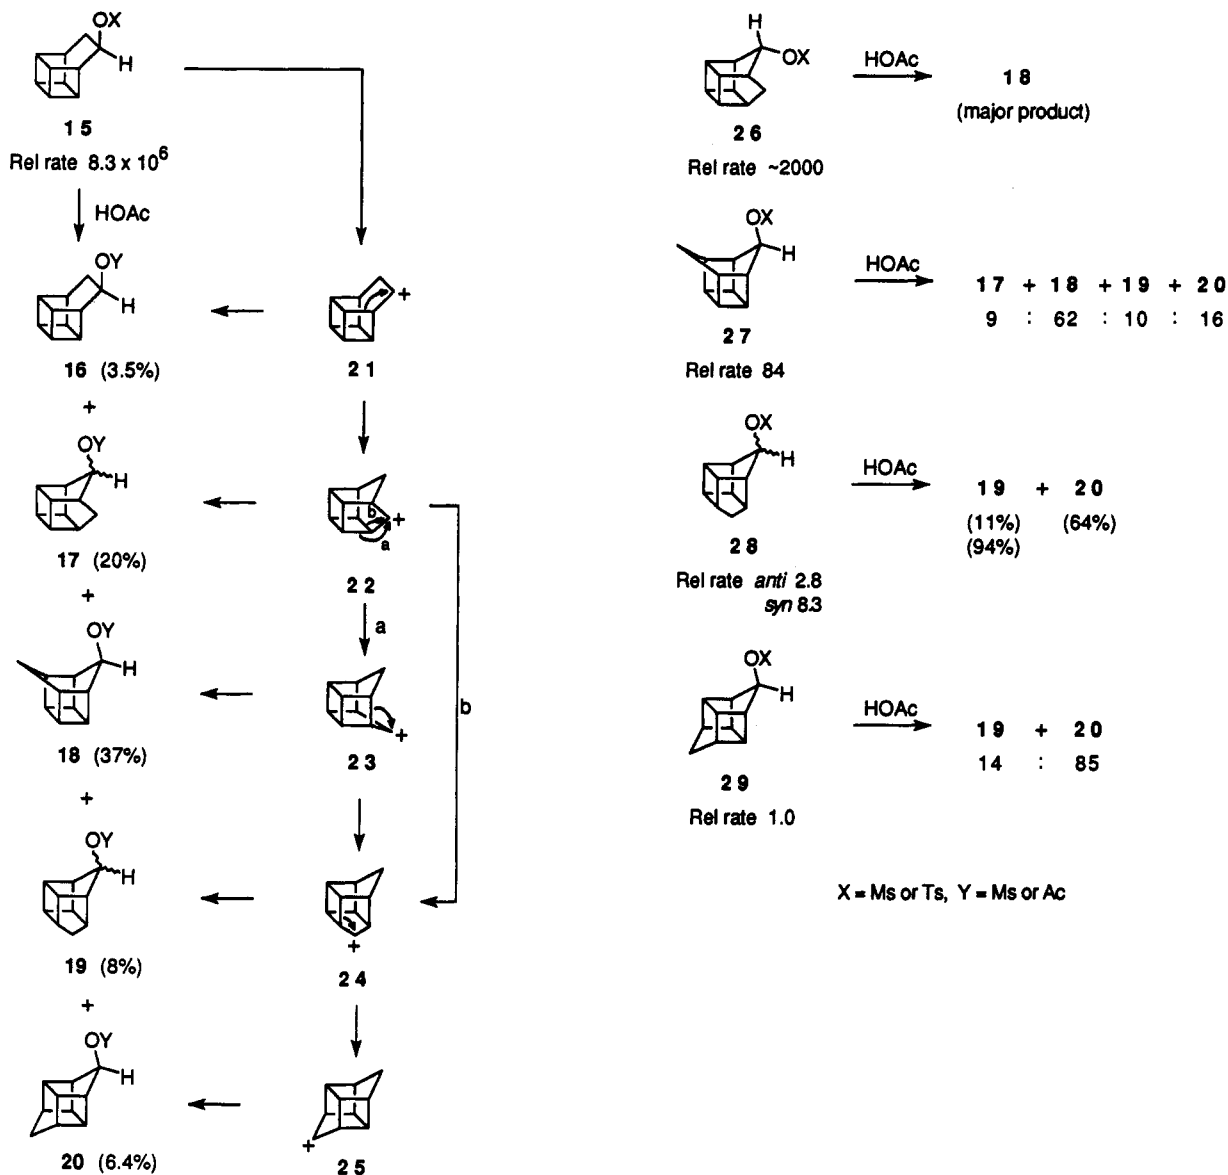 OX
H
15
Rel rate 8.3 x 10⁶
HOAc
OY
H
16 (3.5%)
+
OY
H
17 (20%)
+
OY
H
18 (37%)
+
OY
H
19 (8%)
+
OY
H
20 (6.4%)
+
21
b
+
a
22
a
b
+
23
+
24
+
25
H
OX
HOAc
18
(major product)
26
Rel rate ~2000
OX
H
HOAc
17 + 18 + 19 + 20
9 : 62 : 10 : 16
27
Rel rate 84
OX
H
HOAc
19 + 20
(11%) (64%)
(94%)
28
Rel rate anti 2.8
syn 8.3
OX
H
HOAc
19 + 20
14 : 85
29
Rel rate 1.0
X = Ms or Ts, Y = Ms or Ac